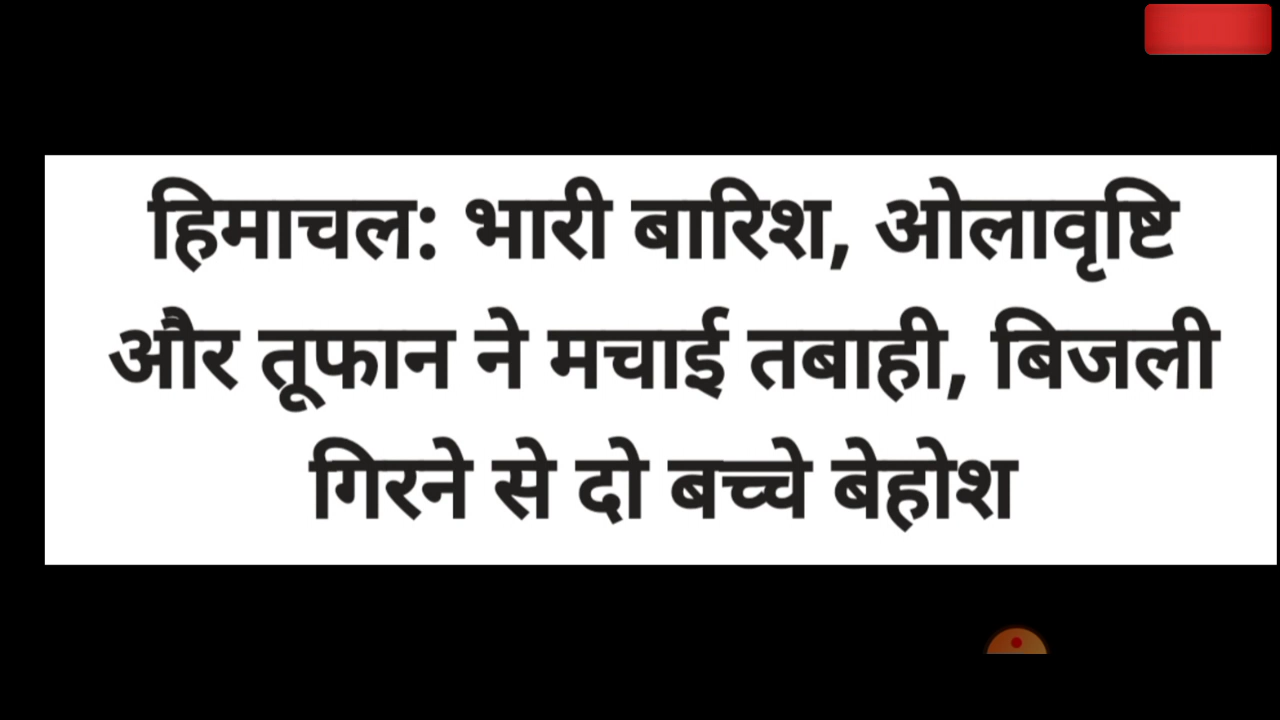 हिमाचल: भारी बारिश, ओलावृष्टि
और तूफान ने मचाई तबाही, बिजली
गिरने से दो बच्चे बेहोश